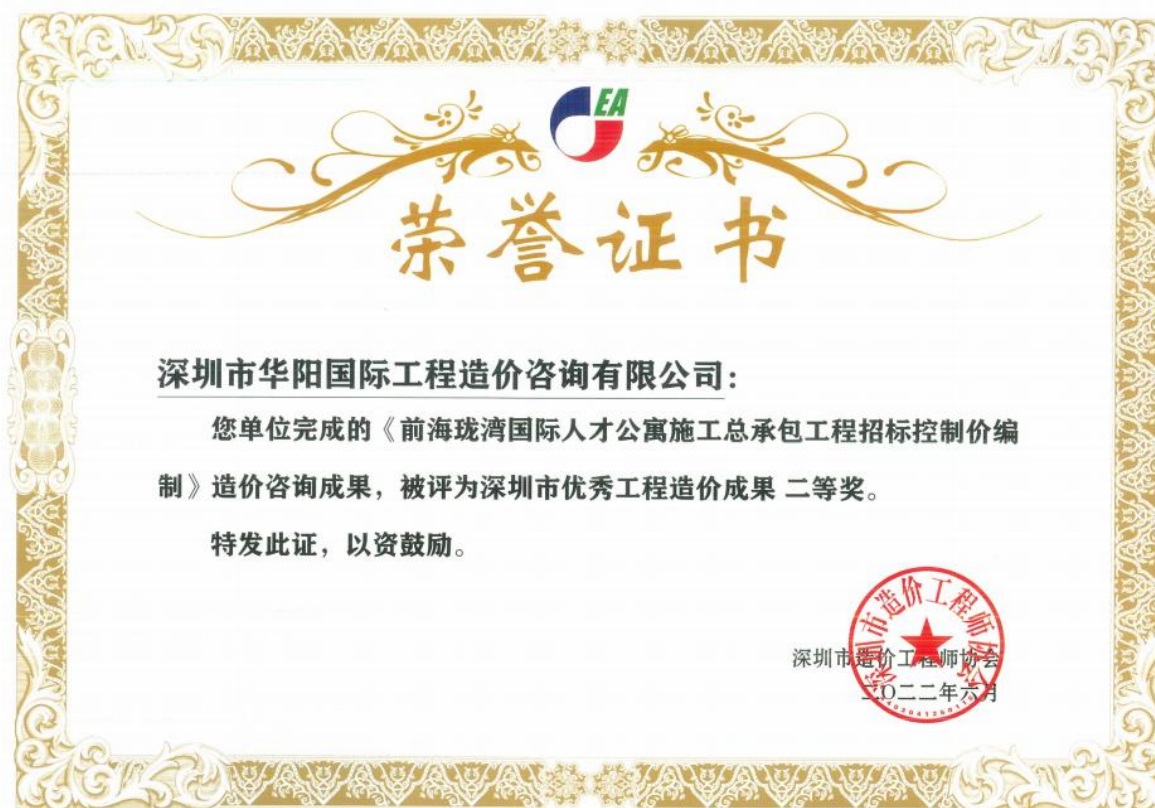 EA
荣誉证书
深圳市华阳国际工程造价咨询有限公司：
您单位完成的《前海珑湾国际人才公寓施工总承包工程招标控制价编
制》造价咨询成果，被评为深圳市优秀工程造价成果 二等奖。
特发此证，以资鼓励。
深圳市造价工程师协会
深圳市造价工程师协会
二〇二二年六月